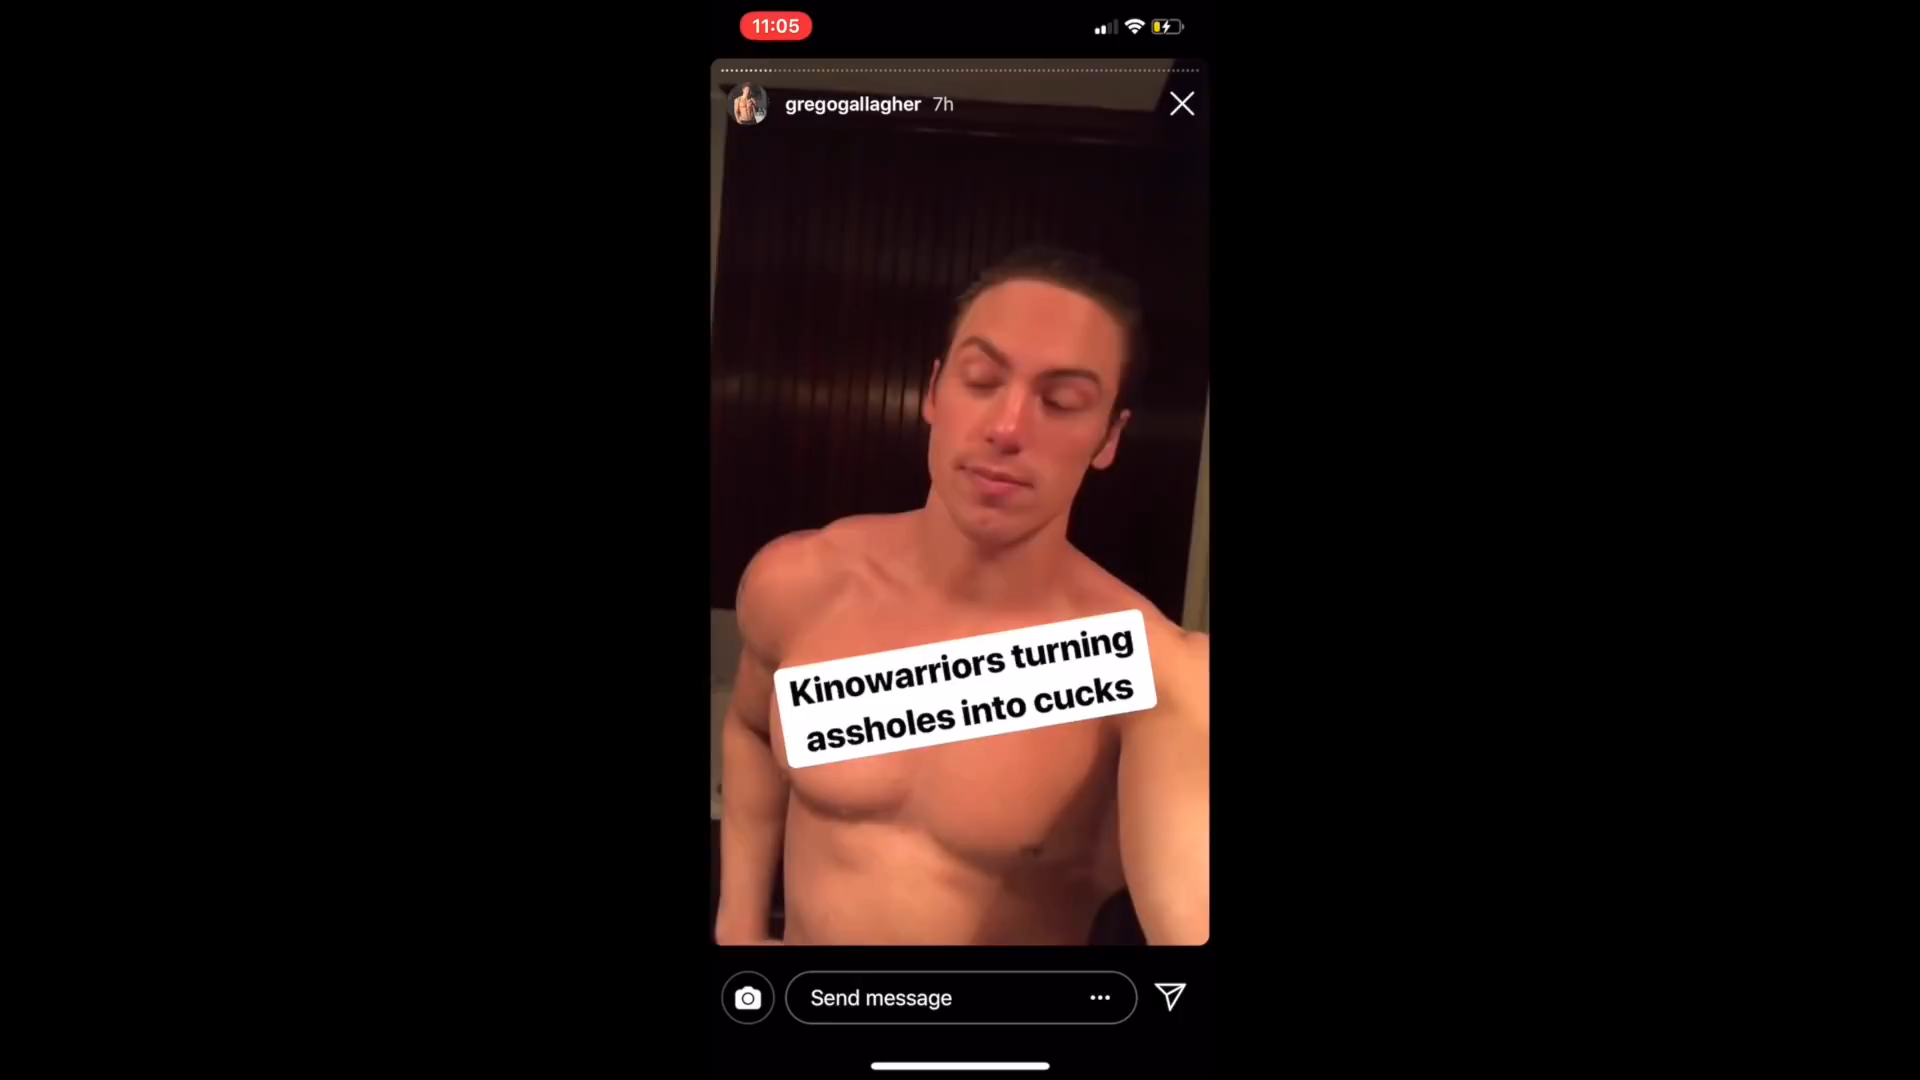 11:05
gregogallagher 7h
Kinowarriors turning
assholes into cucks
Send message